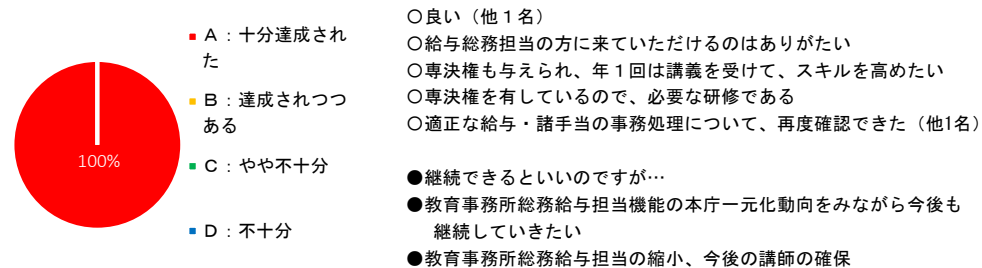 100%
A：十分達成され
た
B：達成されつつ
ある
C：やや不十分
D：不十分
○良い（他１名）
○給与総務担当の方に来ていただけるのはありがたい
○専決権も与えられ、年１回は講義を受けて、スキルを高めたい
○専決権を有しているので、必要な研修である
○適正な給与・諸手当の事務処理について、再度確認できた（他1名）
●継続できるといいのですが…
●教育事務所総務給与担当機能の本庁一元化動向をみながら今後も
継続していきたい
●教育事務所総務給与担当の縮小、今後の講師の確保